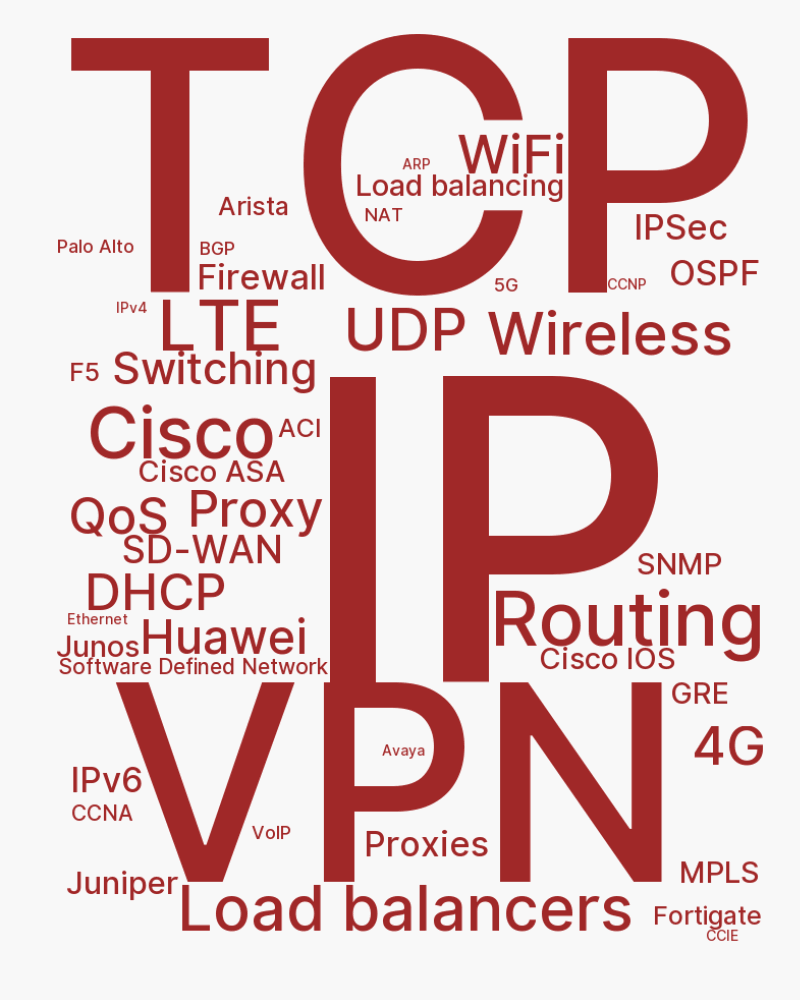 TCP
WiFi
ARP
Load balancing
NAT
Arista
IPSec
Palo Alto
BGP
OSPF
Firewall
5G
CCNP
IPv4
LTE
UDP
Wireless
F5
Switching
IP
Cisco
ACI
Cisco ASA
QoS
Proxy
SD-WAN
SNMP
DHCP
Ethernet
Routing
Junos
Huawei
Cisco IOS
Software Defined Network
VPN
GRE
Avaya
4G
IPv6
CCNA
VoIP
Proxies
MPLS
Juniper
Load balancers
Fortigate
CCIE